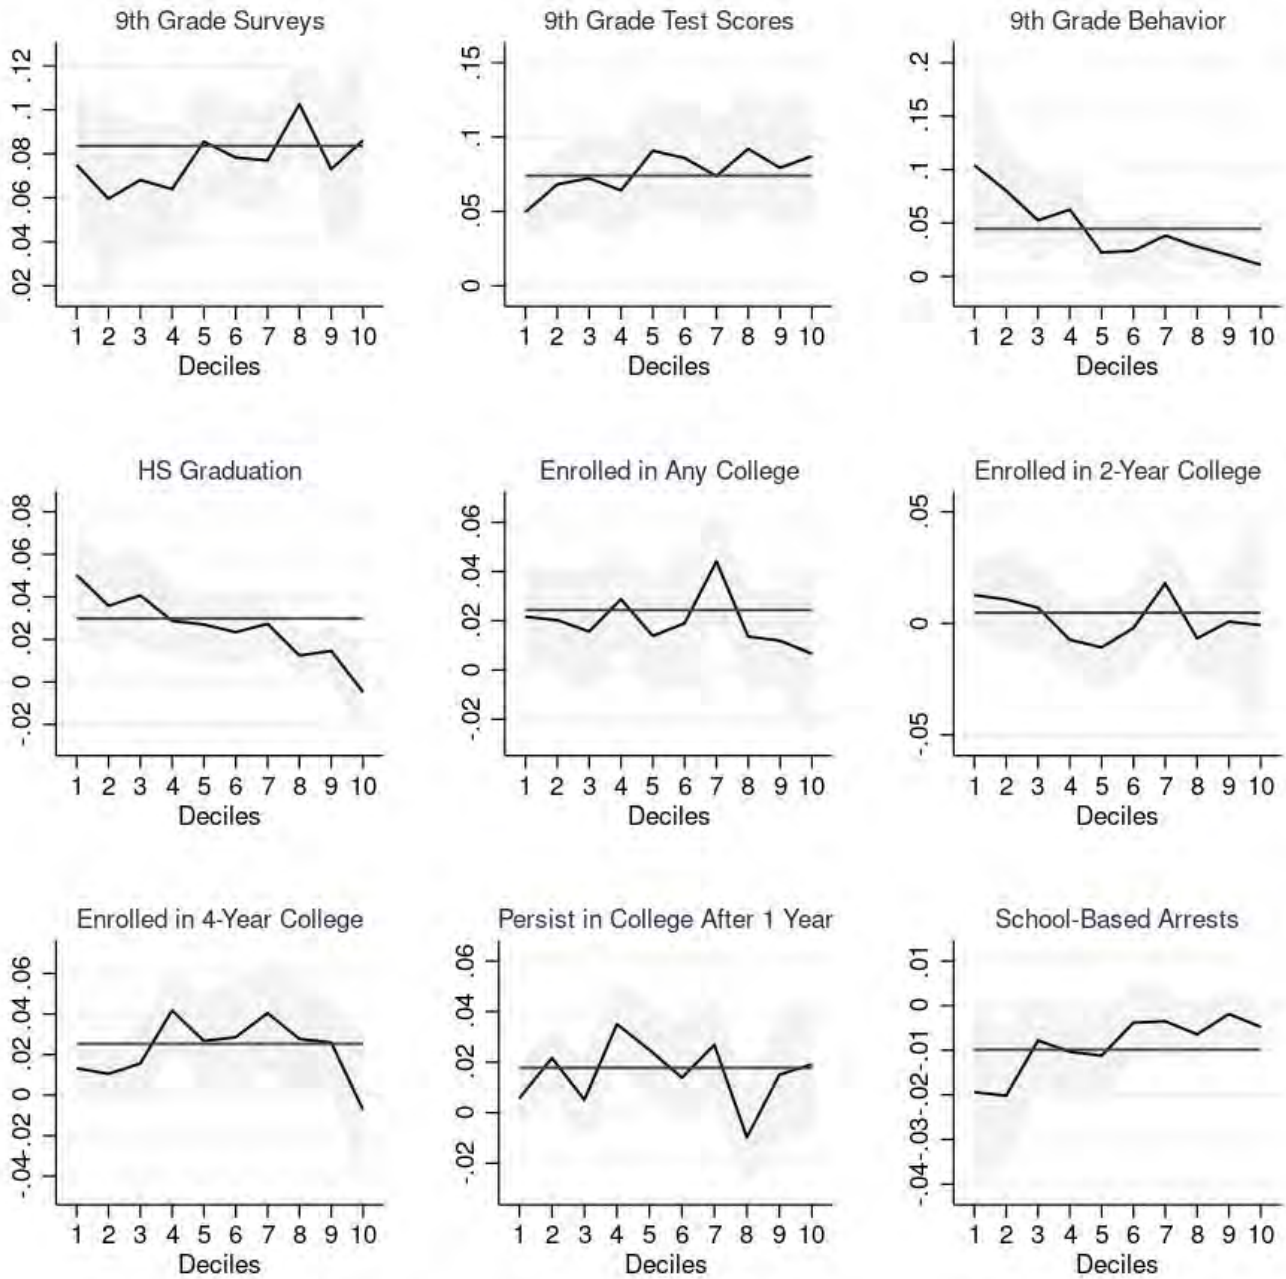 9th Grade Surveys
.12
.1
.08
.06
.04
.02
1 2 3 4 5 6 7 8 9 10
Deciles
9th Grade Test Scores
.15
.1
.05
0
1 2 3 4 5 6 7 8 9 10
Deciles
9th Grade Behavior
.2
.15
.1
.05
0
1 2 3 4 5 6 7 8 9 10
Deciles
HS Graduation
.08
.06
.04
.02
0
-.02
1 2 3 4 5 6 7 8 9 10
Deciles
Enrolled in Any College
.06
.04
.02
0
-.02
1 2 3 4 5 6 7 8 9 10
Deciles
Enrolled in 2-Year College
.05
0
-.05
1 2 3 4 5 6 7 8 9 10
Deciles
Enrolled in 4-Year College
.06
.04
.02
0
-.02
-.04
1 2 3 4 5 6 7 8 9 10
Deciles
Persist in College After 1 Year
.06
.04
.02
0
-.02
1 2 3 4 5 6 7 8 9 10
Deciles
School-Based Arrests
.01
0
-.01
-.02
-.03
-.04
1 2 3 4 5 6 7 8 9 10
Deciles